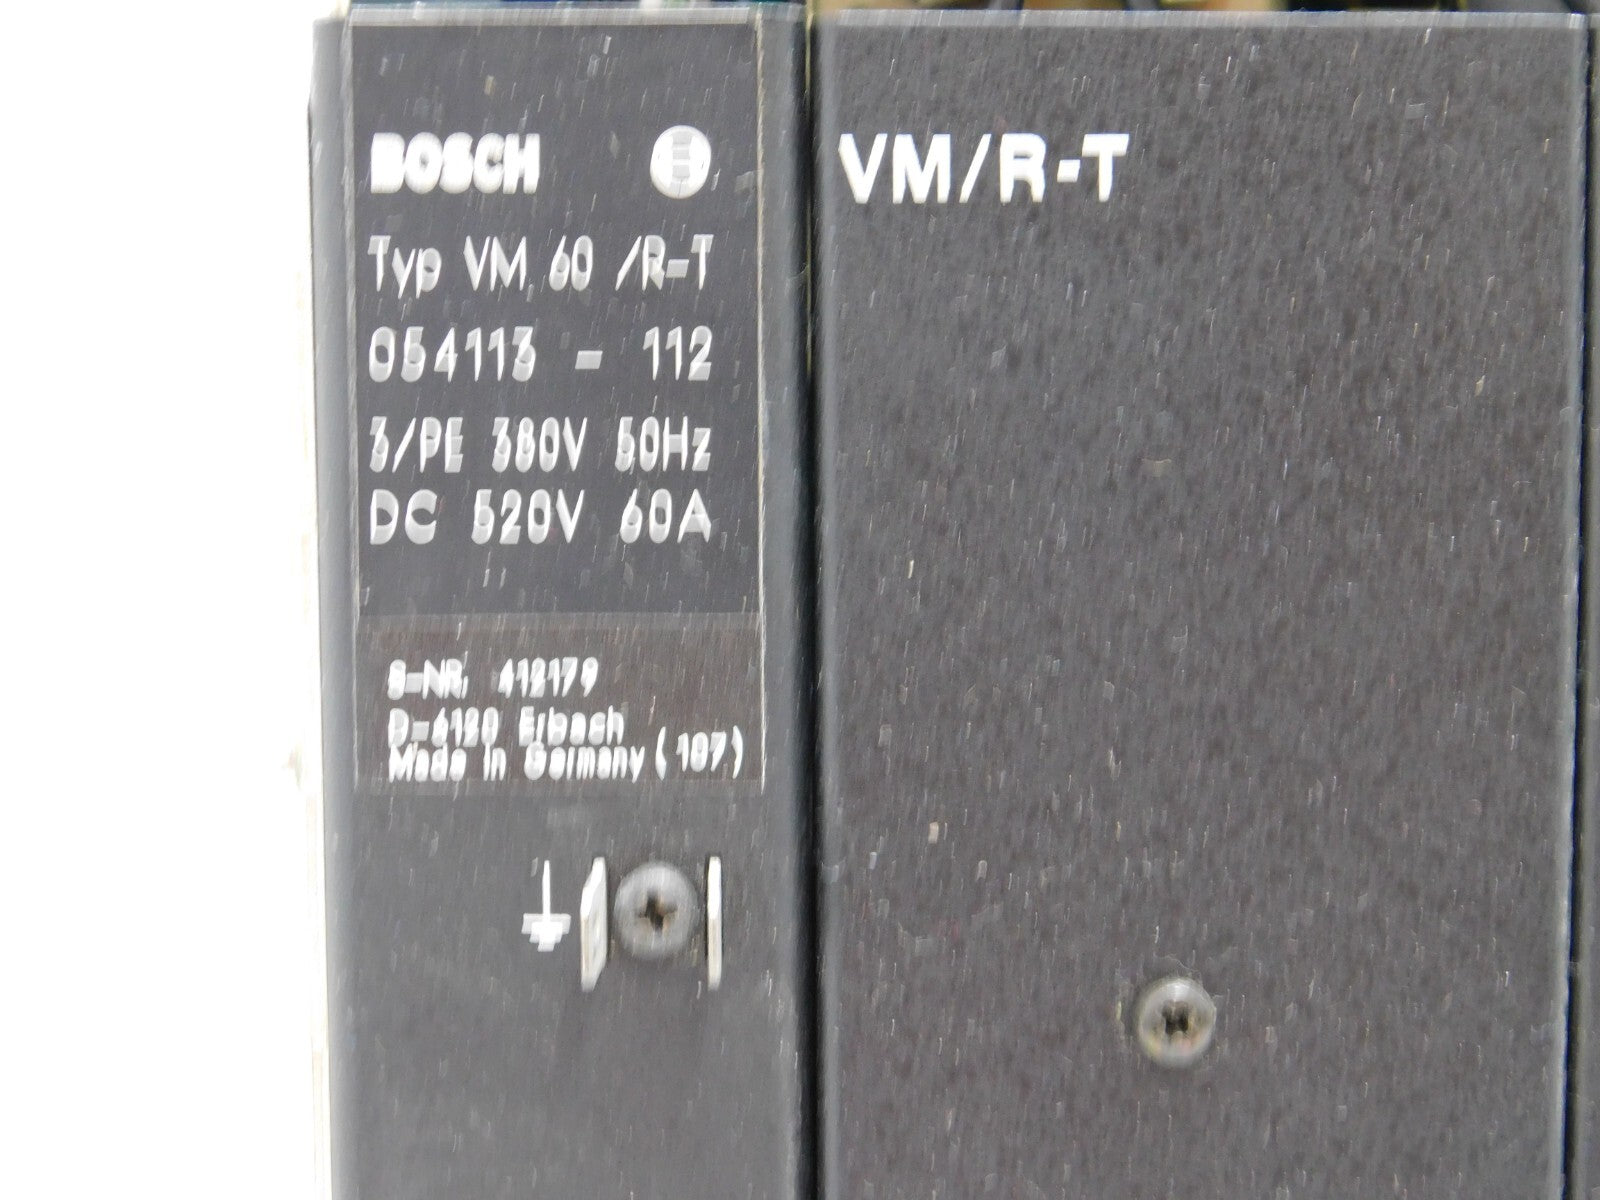 BOSCH
Typ VM 60 /R-T
054113 - 112
3/PE 380V 50Hz
DC 520V 60A
S-NR. 412179
D-6120 Erbach
Made in Germany (107)
VM/R-T